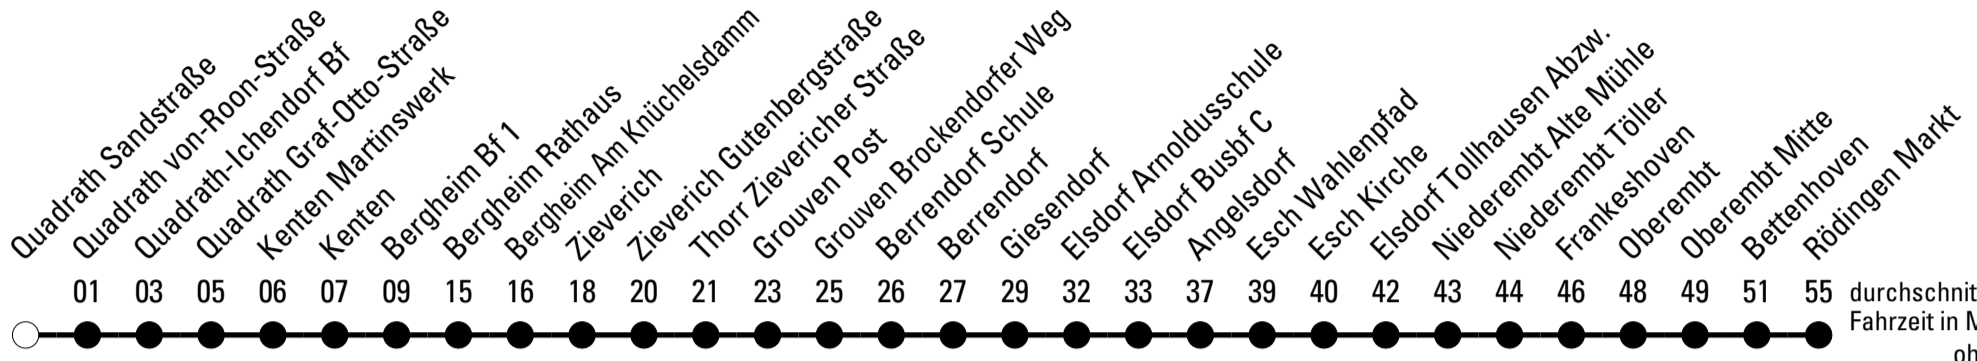 Quadrath Sandstraße
Quadrath von-Roon-Straße
Quadrath-Ichendorf Bf
Quadrath Graf-Otto-Straße
Kenten Martinswerk
Kenten
Bergheim Bf 1
Bergheim Rathaus
Bergheim Am Knüchelsdamm
Zieverich
Zieverich Gutenbergstraße
Thorr Zievericher Straße
Grouven Post
Grouven Brockendorfer Weg
Berrendorf Schule
Berrendorf
Giesendorf
Elsdorf Arnoldusschule
Elsdorf Busbf C
Angelsdorf
Esch Wahlenpfad
Esch Kirche
Elsdorf Tollhausen Abzw.
Niederembt Alte Mühle
Niederembt Töller
Frankeshoven
Oberembt
Oberembt Mitte
Bettenhoven
Rödingen Markt
01 03 05 06 07 09 15 16 18 20 21 23 25 26 27 29 32 33 37 39 40 42 43 44 46 48 49 51 55 durchschnit
Fahrzeit in M
oh